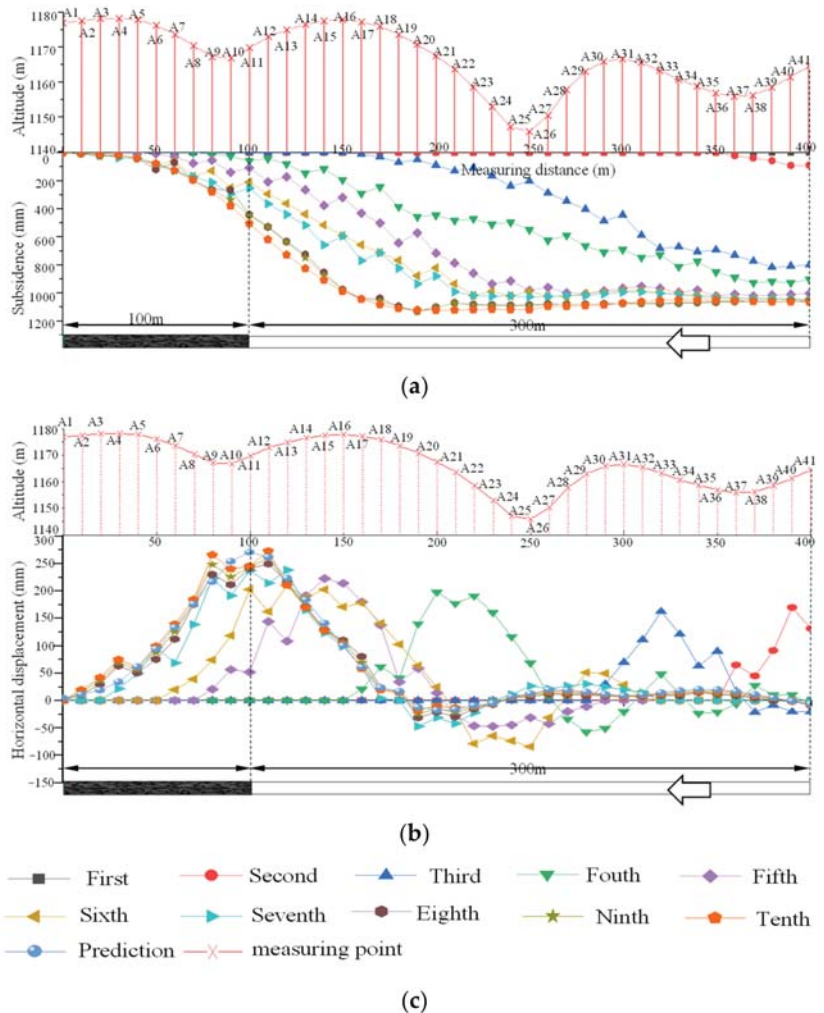 1180
1170
1160
1150
1140
Altitude (m)
A1 A2 A3 A4 A5 A6 A7 A8 A9 A10 A11 A12 A13 A14 A15 A16 A17 A18 A19 A20 A21 A22 A23 A24 A25 A26 A27 A28 A29 A30 A31 A32 A33 A34 A35 A36 A37 A38 A39 A40 A41
0 50 100 150 200 250 300 350 400
Measuring distance (m)
0
200
400
600
800
1000
1200
Subsidence (mm)
100m 300m
(a)
1180
1170
1160
1150
1140
Altitude (m)
A1 A2 A3 A4 A5 A6 A7 A8 A9 A10 A11 A12 A13 A14 A15 A16 A17 A18 A19 A20 A21 A22 A23 A24 A25 A26 A27 A28 A29 A30 A31 A32 A33 A34 A35 A36 A37 A38 A39 A40 A41
50 100 150 200 250 300 350 400
300
250
200
150
100
50
0
−50
−100
−150
Horizontal displacement (mm)
300m
(b)
First Second Third Fouth Fifth
Sixth Seventh Eighth Ninth Tenth
Prediction measuring point
(c)